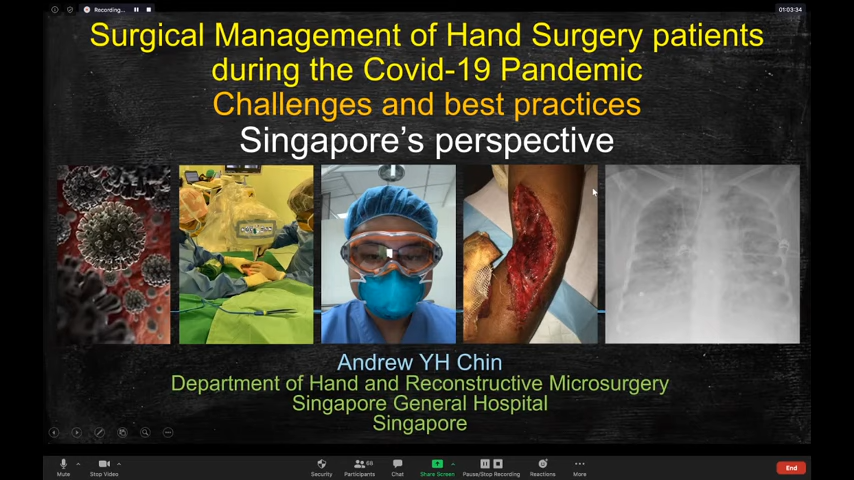 Recording...
01:03:34
Surgical Management of Hand Surgery patients
during the Covid-19 Pandemic
Challenges and best practices
Singapore's perspective
Andrew YH Chin
Department of Hand and Reconstructive Microsurgery
Singapore General Hospital
Singapore
Mute
Stop Video
Security
Participants
68
Chat
Share Screen
Pause/Stop Recording
Reactions
More
End